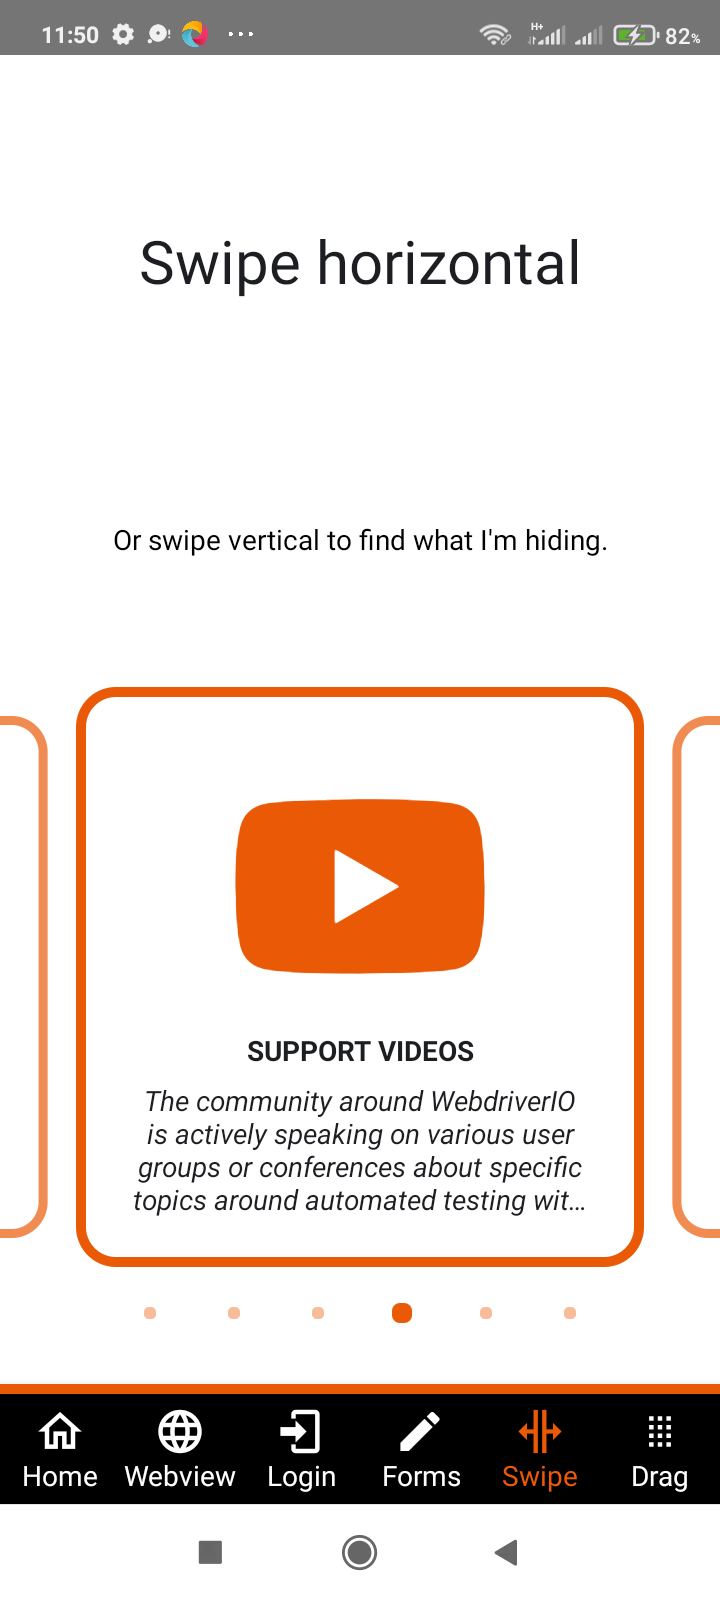 11:50
H+
82%
Swipe horizontal
Or swipe vertical to find what I'm hiding.
SUPPORT VIDEOS
The community around WebdriverIO
is actively speaking on various user
groups or conferences about specific
topics around automated testing wit…
Home Webview Login Forms Swipe Drag